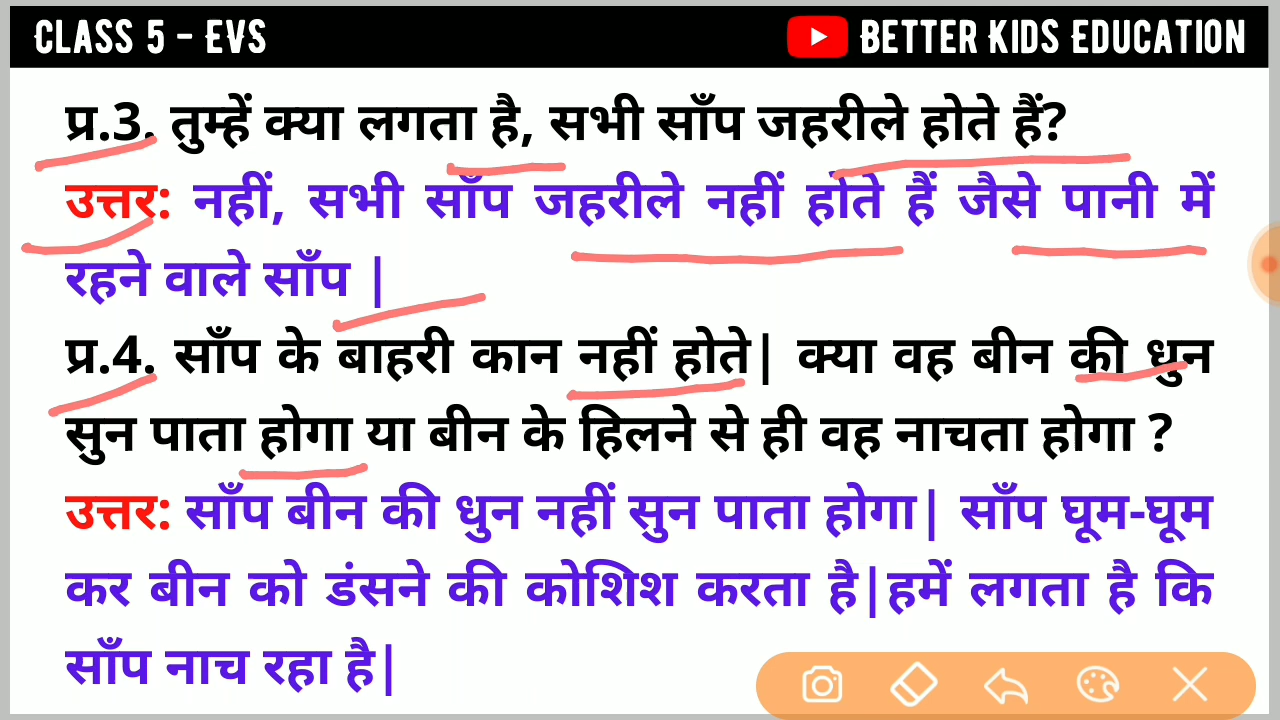 CLASS 5 - EVS
BETTER KIDS EDUCATION
प्र.3. तुम्हें क्या लगता है, सभी साँप जहरीले होते हैं?
उत्तर: नहीं, सभी साँप जहरीले नहीं होते हैं जैसे पानी में
रहने वाले साँप |
प्र.4. साँप के बाहरी कान नहीं होते| क्या वह बीन की धुन
सुन पाता होगा या बीन के हिलने से ही वह नाचता होगा ?
उत्तर: साँप बीन की धुन नहीं सुन पाता होगा| साँप घूम-घूम
कर बीन को डंसने की कोशिश करता है|हमें लगता है कि
साँप नाच रहा है|